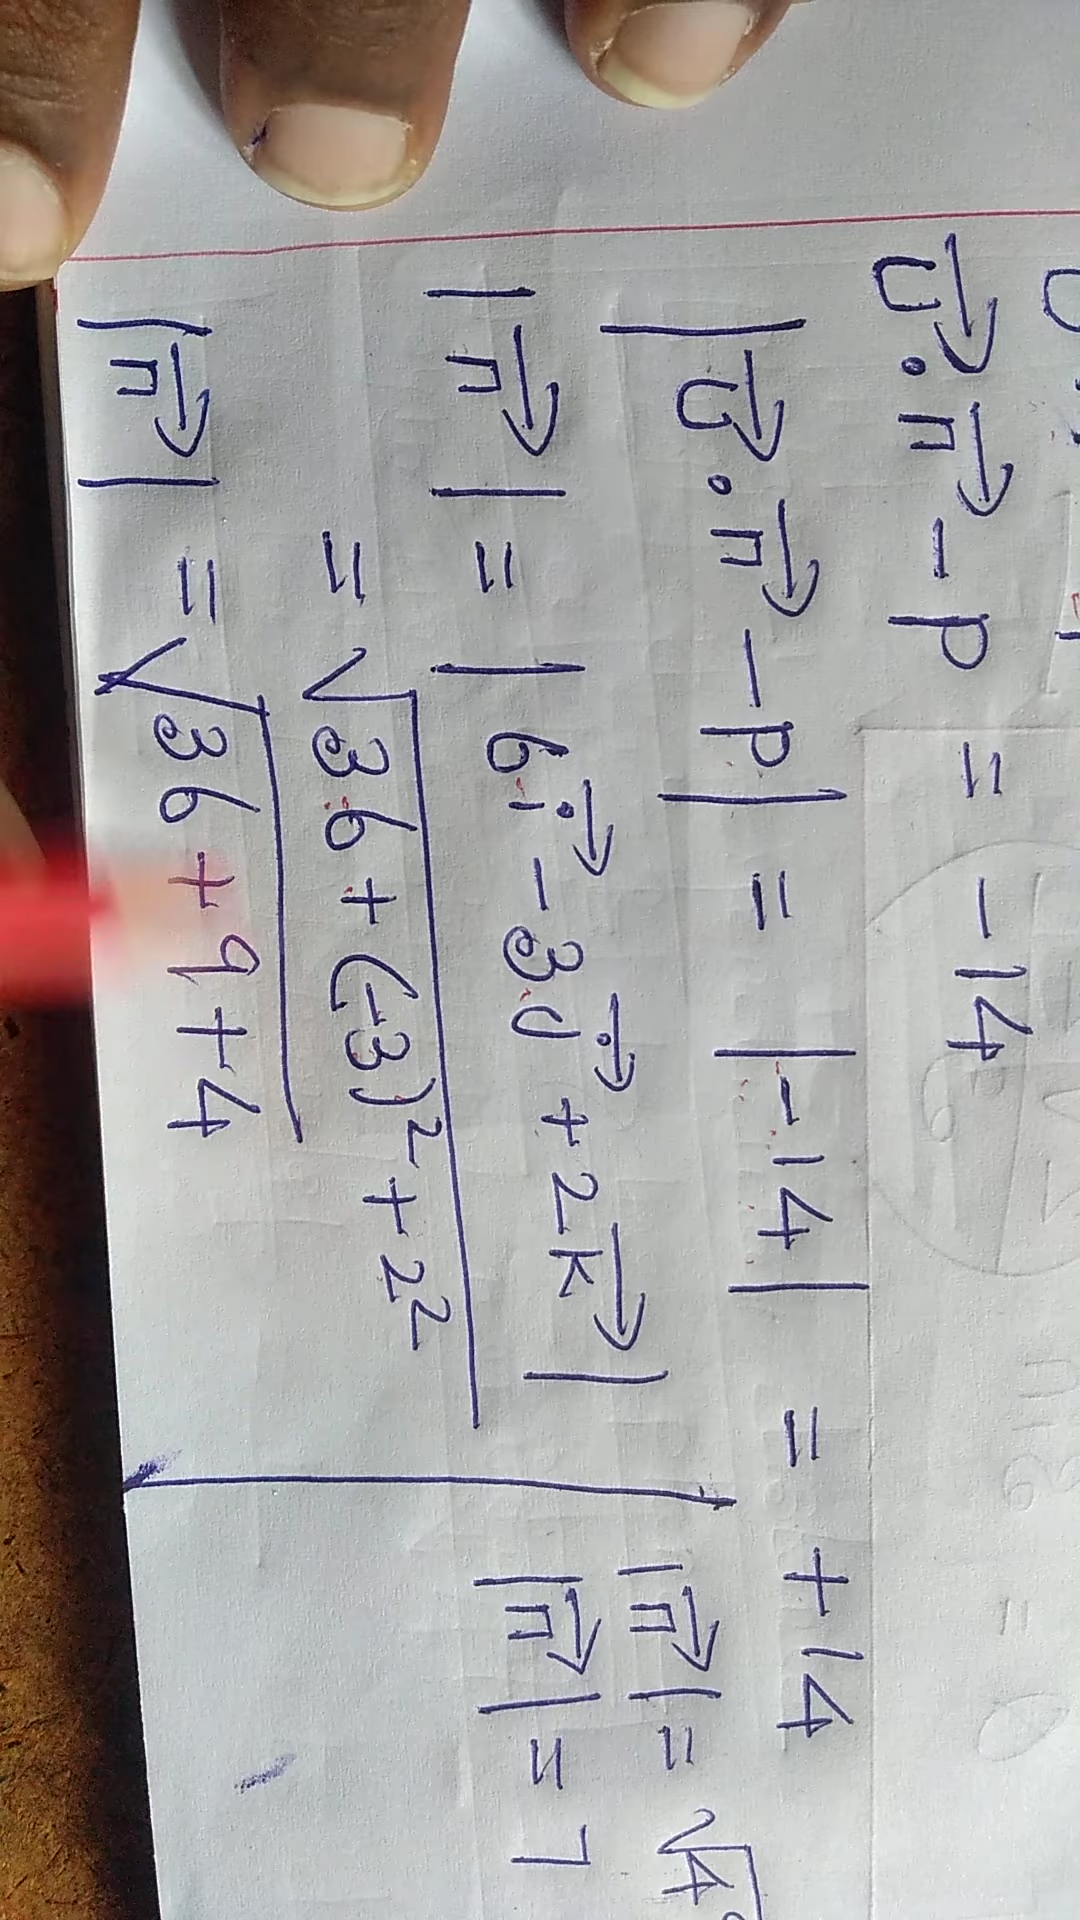 u⃗ . n⃗ - p = -14
|u⃗ . n⃗ - p| = |-14| = +14
|n⃗| = |6i⃗ - 3j⃗ + 2k⃗|
= √36 + (-3)² + 2²
|n⃗| = √36 + 9 + 4
|n⃗| = √4
|n⃗| = 7